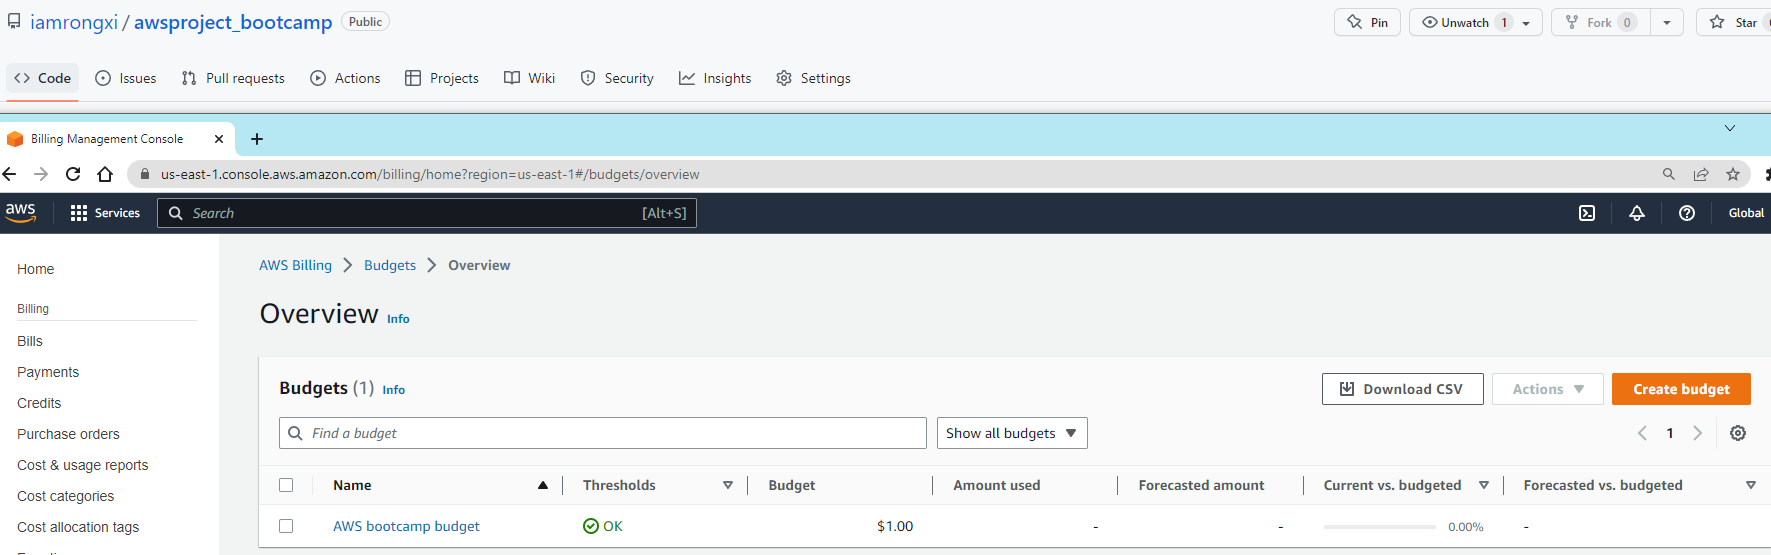 iamrongxi / awsproject_bootcamp Public Pin Unwatch 1 Fork 0 Star
Code Issues Pull requests Actions Projects Wiki Security Insights Settings
Billing Management Console
us-east-1.console.aws.amazon.com/billing/home?region=us-east-1#/budgets/overview
aws Services Search [Alt+S] Global
Home
Billing
Bills
Payments
Credits
Purchase orders
Cost & usage reports
Cost categories
Cost allocation tags
AWS Billing Budgets Overview
Overview Info
Budgets (1) Info Download CSV Actions Create budget
Find a budget Show all budgets 1
Name Thresholds Budget Amount used Forecasted amount Current vs. budgeted Forecasted vs. budgeted
AWS bootcamp budget OK $1.00 - - 0.00% -